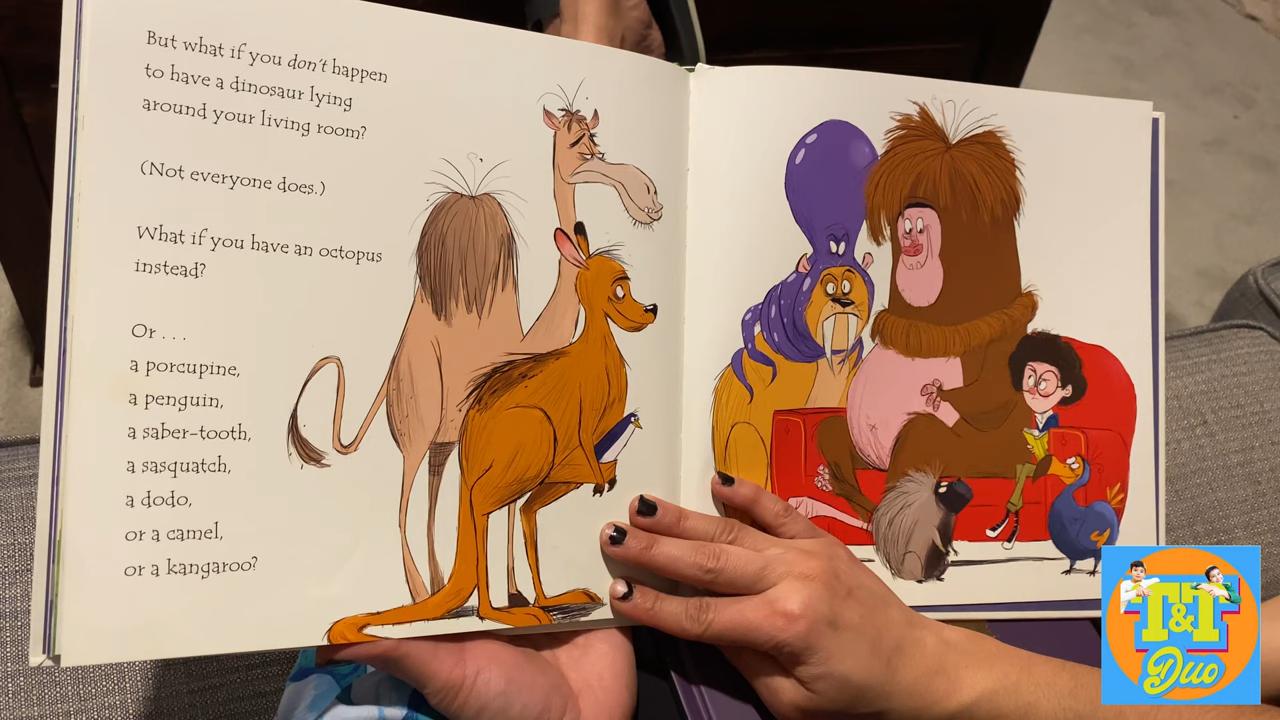 But what if you don't happen
to have a dinosaur lying
around your living room?
(Not everyone does.)
What if you have an octopus
instead?
Or . . .
a porcupine,
a penguin,
a saber-tooth,
a sasquatch,
a dodo,
or a camel,
or a kangaroo?
T&T
Duo